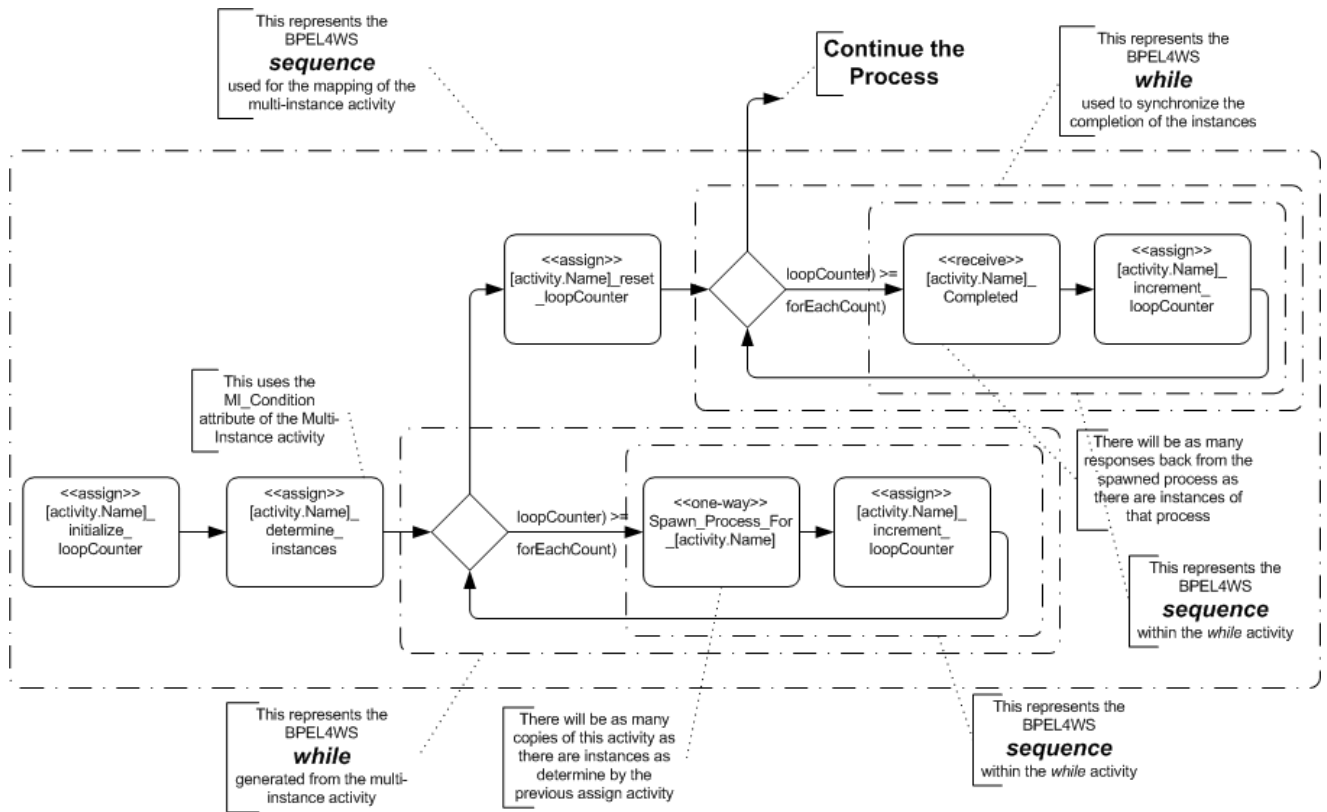 This represents the
BPEL4WS
sequence
used for the mapping of the
multi-instance activity
Continue the
Process
This represents the
BPEL4WS
while
used to synchronize the
completion of the instances
<<assign>>
[activity.Name]_reset
_loopCounter
loopCounter) >=
forEachCount)
<<receive>>
[activity.Name]_
Completed
<<assign>>
[activity.Name]_
increment_
loopCounter
This uses the
MI_Condition
attribute of the Multi-
Instance activity
There will be as many
responses back from the
spawned process as
there are instances of
that process
<<assign>>
[activity.Name]_
initialize_
loopCounter
<<assign>>
[activity.Name]_
determine_
instances
loopCounter) >=
forEachCount)
<<one-way>>
Spawn_Process_For
_[activity.Name]
<<assign>>
[activity.Name]_
increment_
loopCounter
This represents the
BPEL4WS
sequence
within the while activity
This represents the
BPEL4WS
while
generated from the multi-
instance activity
There will be as many
copies of this activity as
there are instances as
determine by the
previous assign activity
This represents the
BPEL4WS
sequence
within the while activity